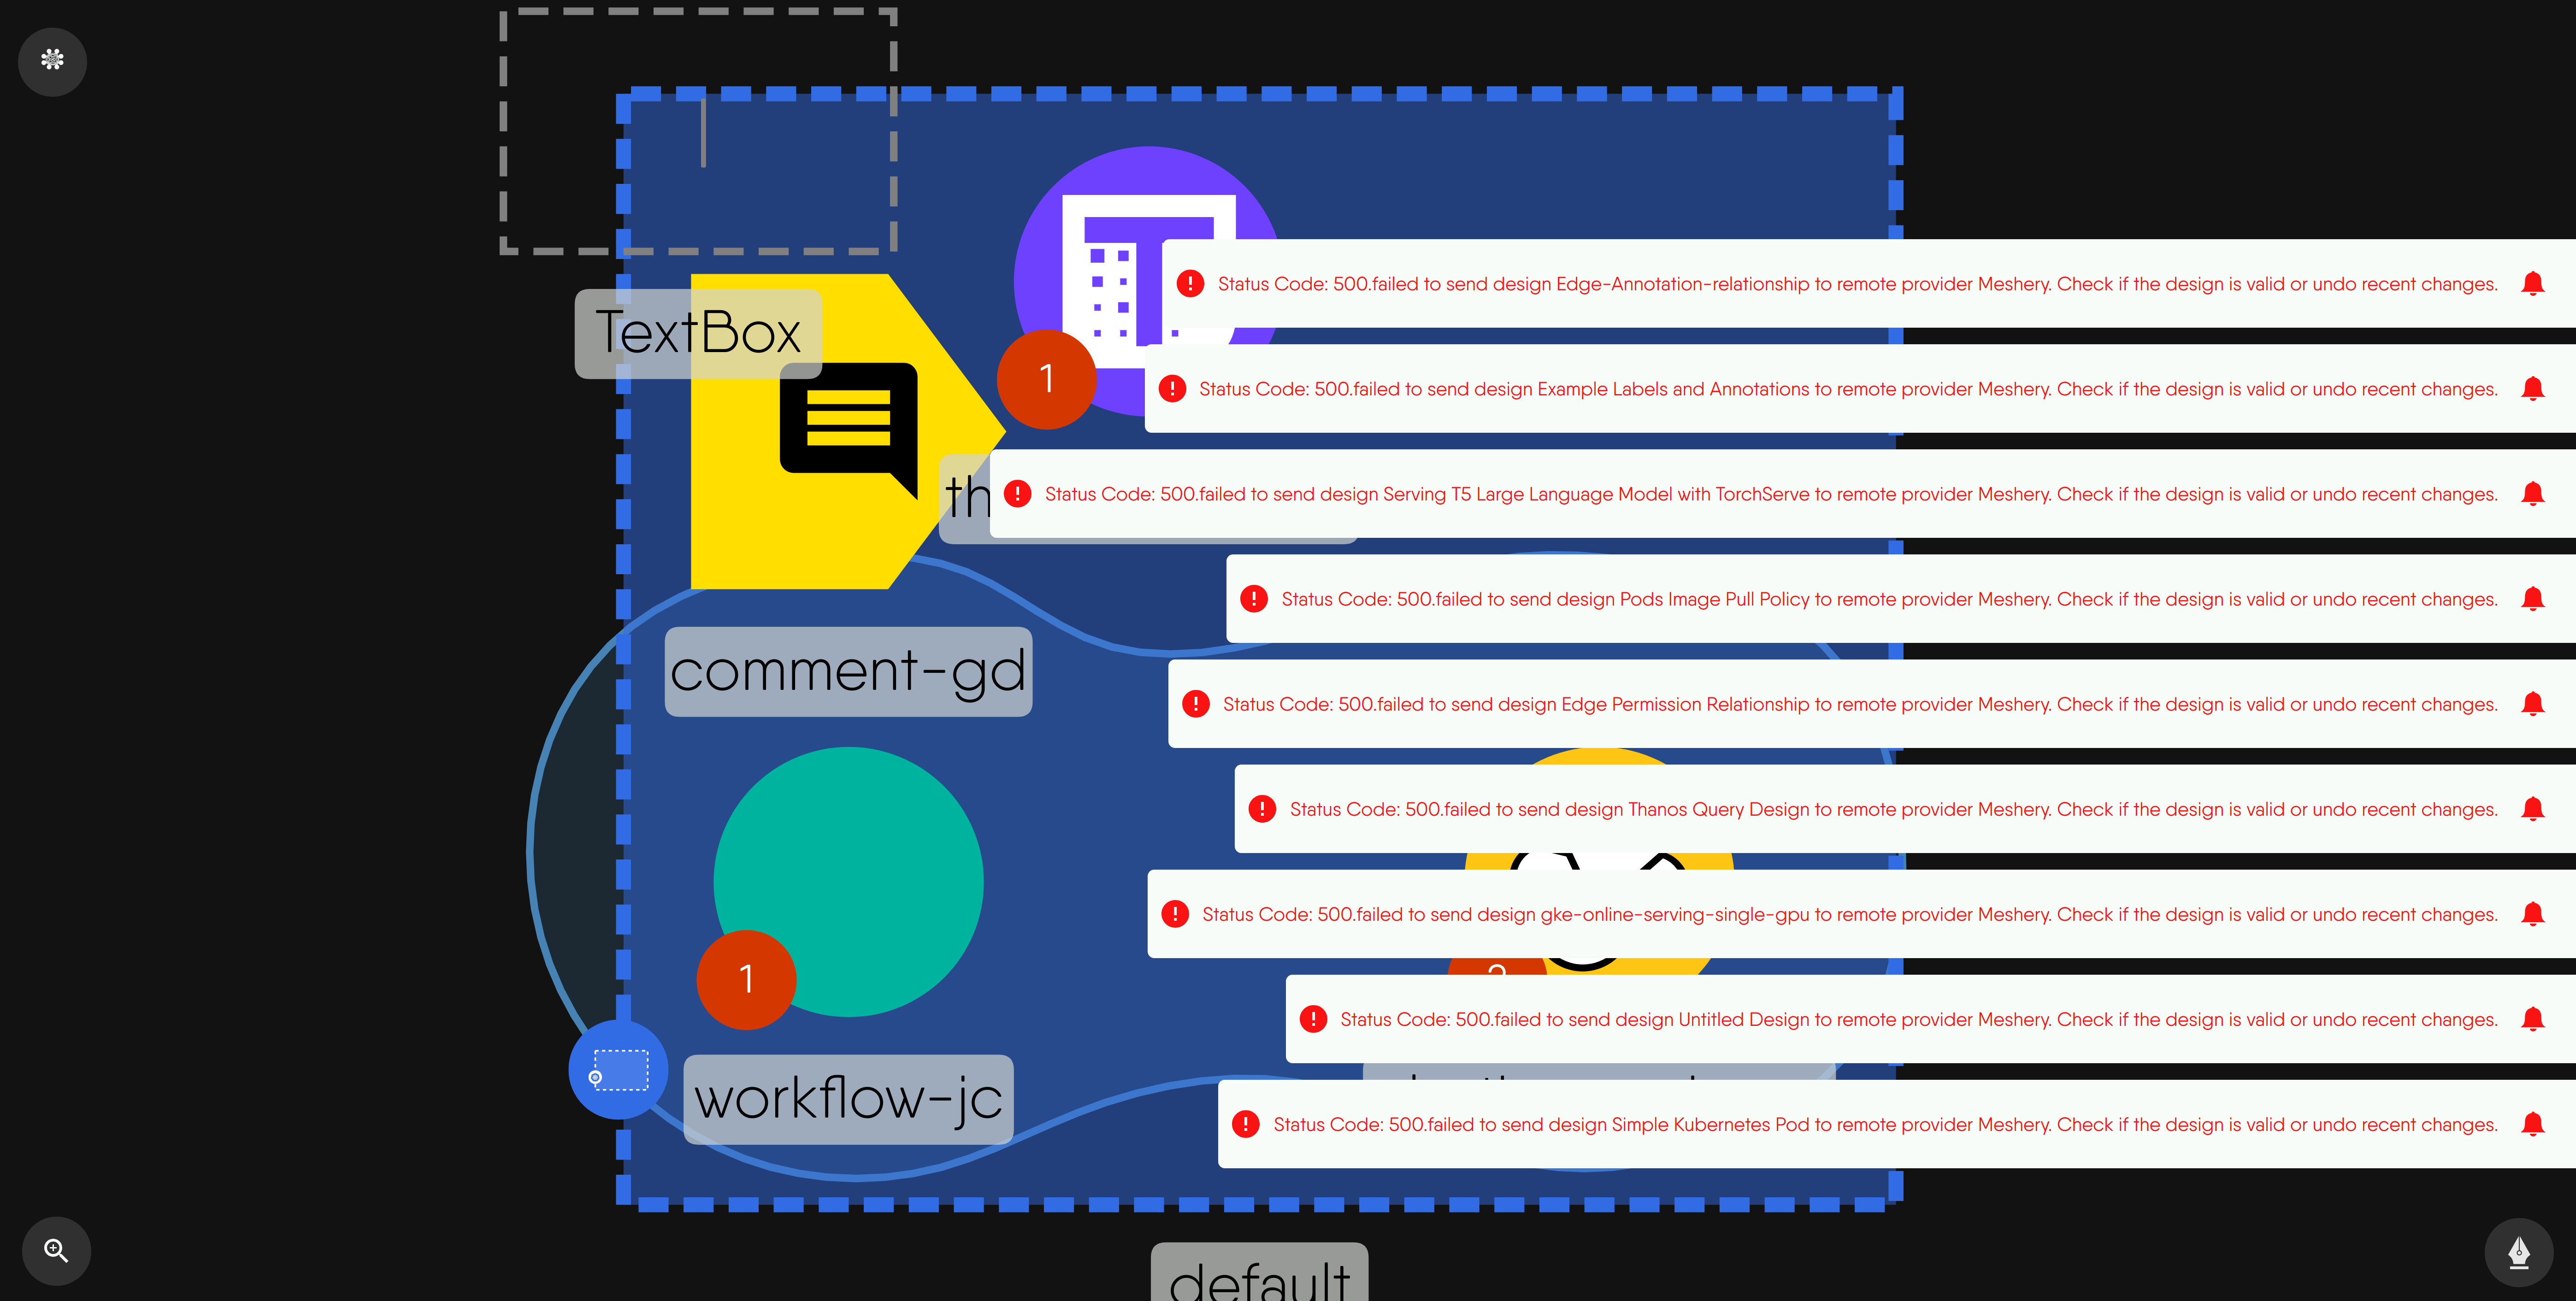 Status Code: 500.failed to send design Edge-Annotation-relationship to remote provider Meshery. Check if the design is valid or undo recent changes.
TextBox
1
Status Code: 500.failed to send design Example Labels and Annotations to remote provider Meshery. Check if the design is valid or undo recent changes.
th
Status Code: 500.failed to send design Serving T5 Large Language Model with TorchServe to remote provider Meshery. Check if the design is valid or undo recent changes.
Status Code: 500.failed to send design Pods Image Pull Policy to remote provider Meshery. Check if the design is valid or undo recent changes.
comment-gd
Status Code: 500.failed to send design Edge Permission Relationship to remote provider Meshery. Check if the design is valid or undo recent changes.
Status Code: 500.failed to send design Thanos Query Design to remote provider Meshery. Check if the design is valid or undo recent changes.
Status Code: 500.failed to send design gke-online-serving-single-gpu to remote provider Meshery. Check if the design is valid or undo recent changes.
1
Status Code: 500.failed to send design Untitled Design to remote provider Meshery. Check if the design is valid or undo recent changes.
workflow-jc
Status Code: 500.failed to send design Simple Kubernetes Pod to remote provider Meshery. Check if the design is valid or undo recent changes.
default